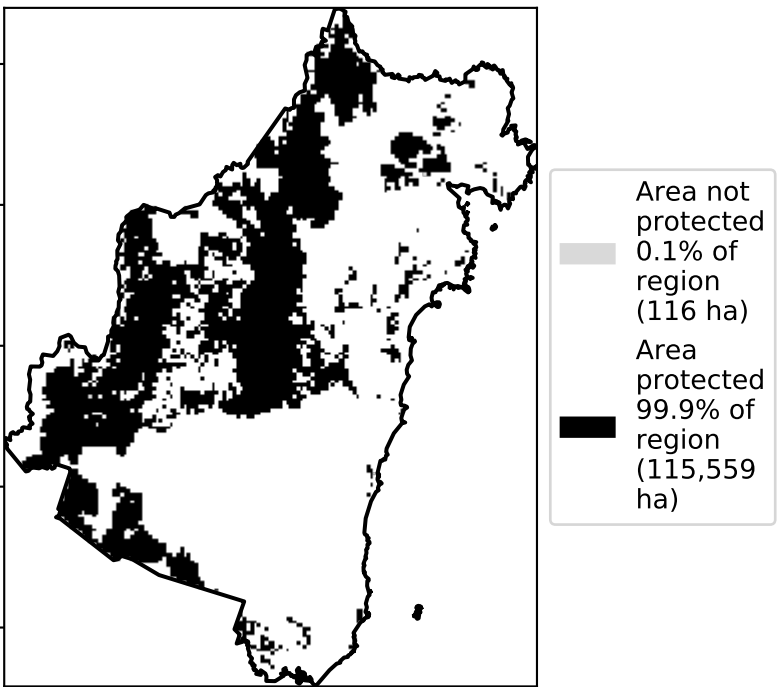 Area not
protected
0.1% of
region
(116 ha)
Area
protected
99.9% of
region
(115,559
ha)